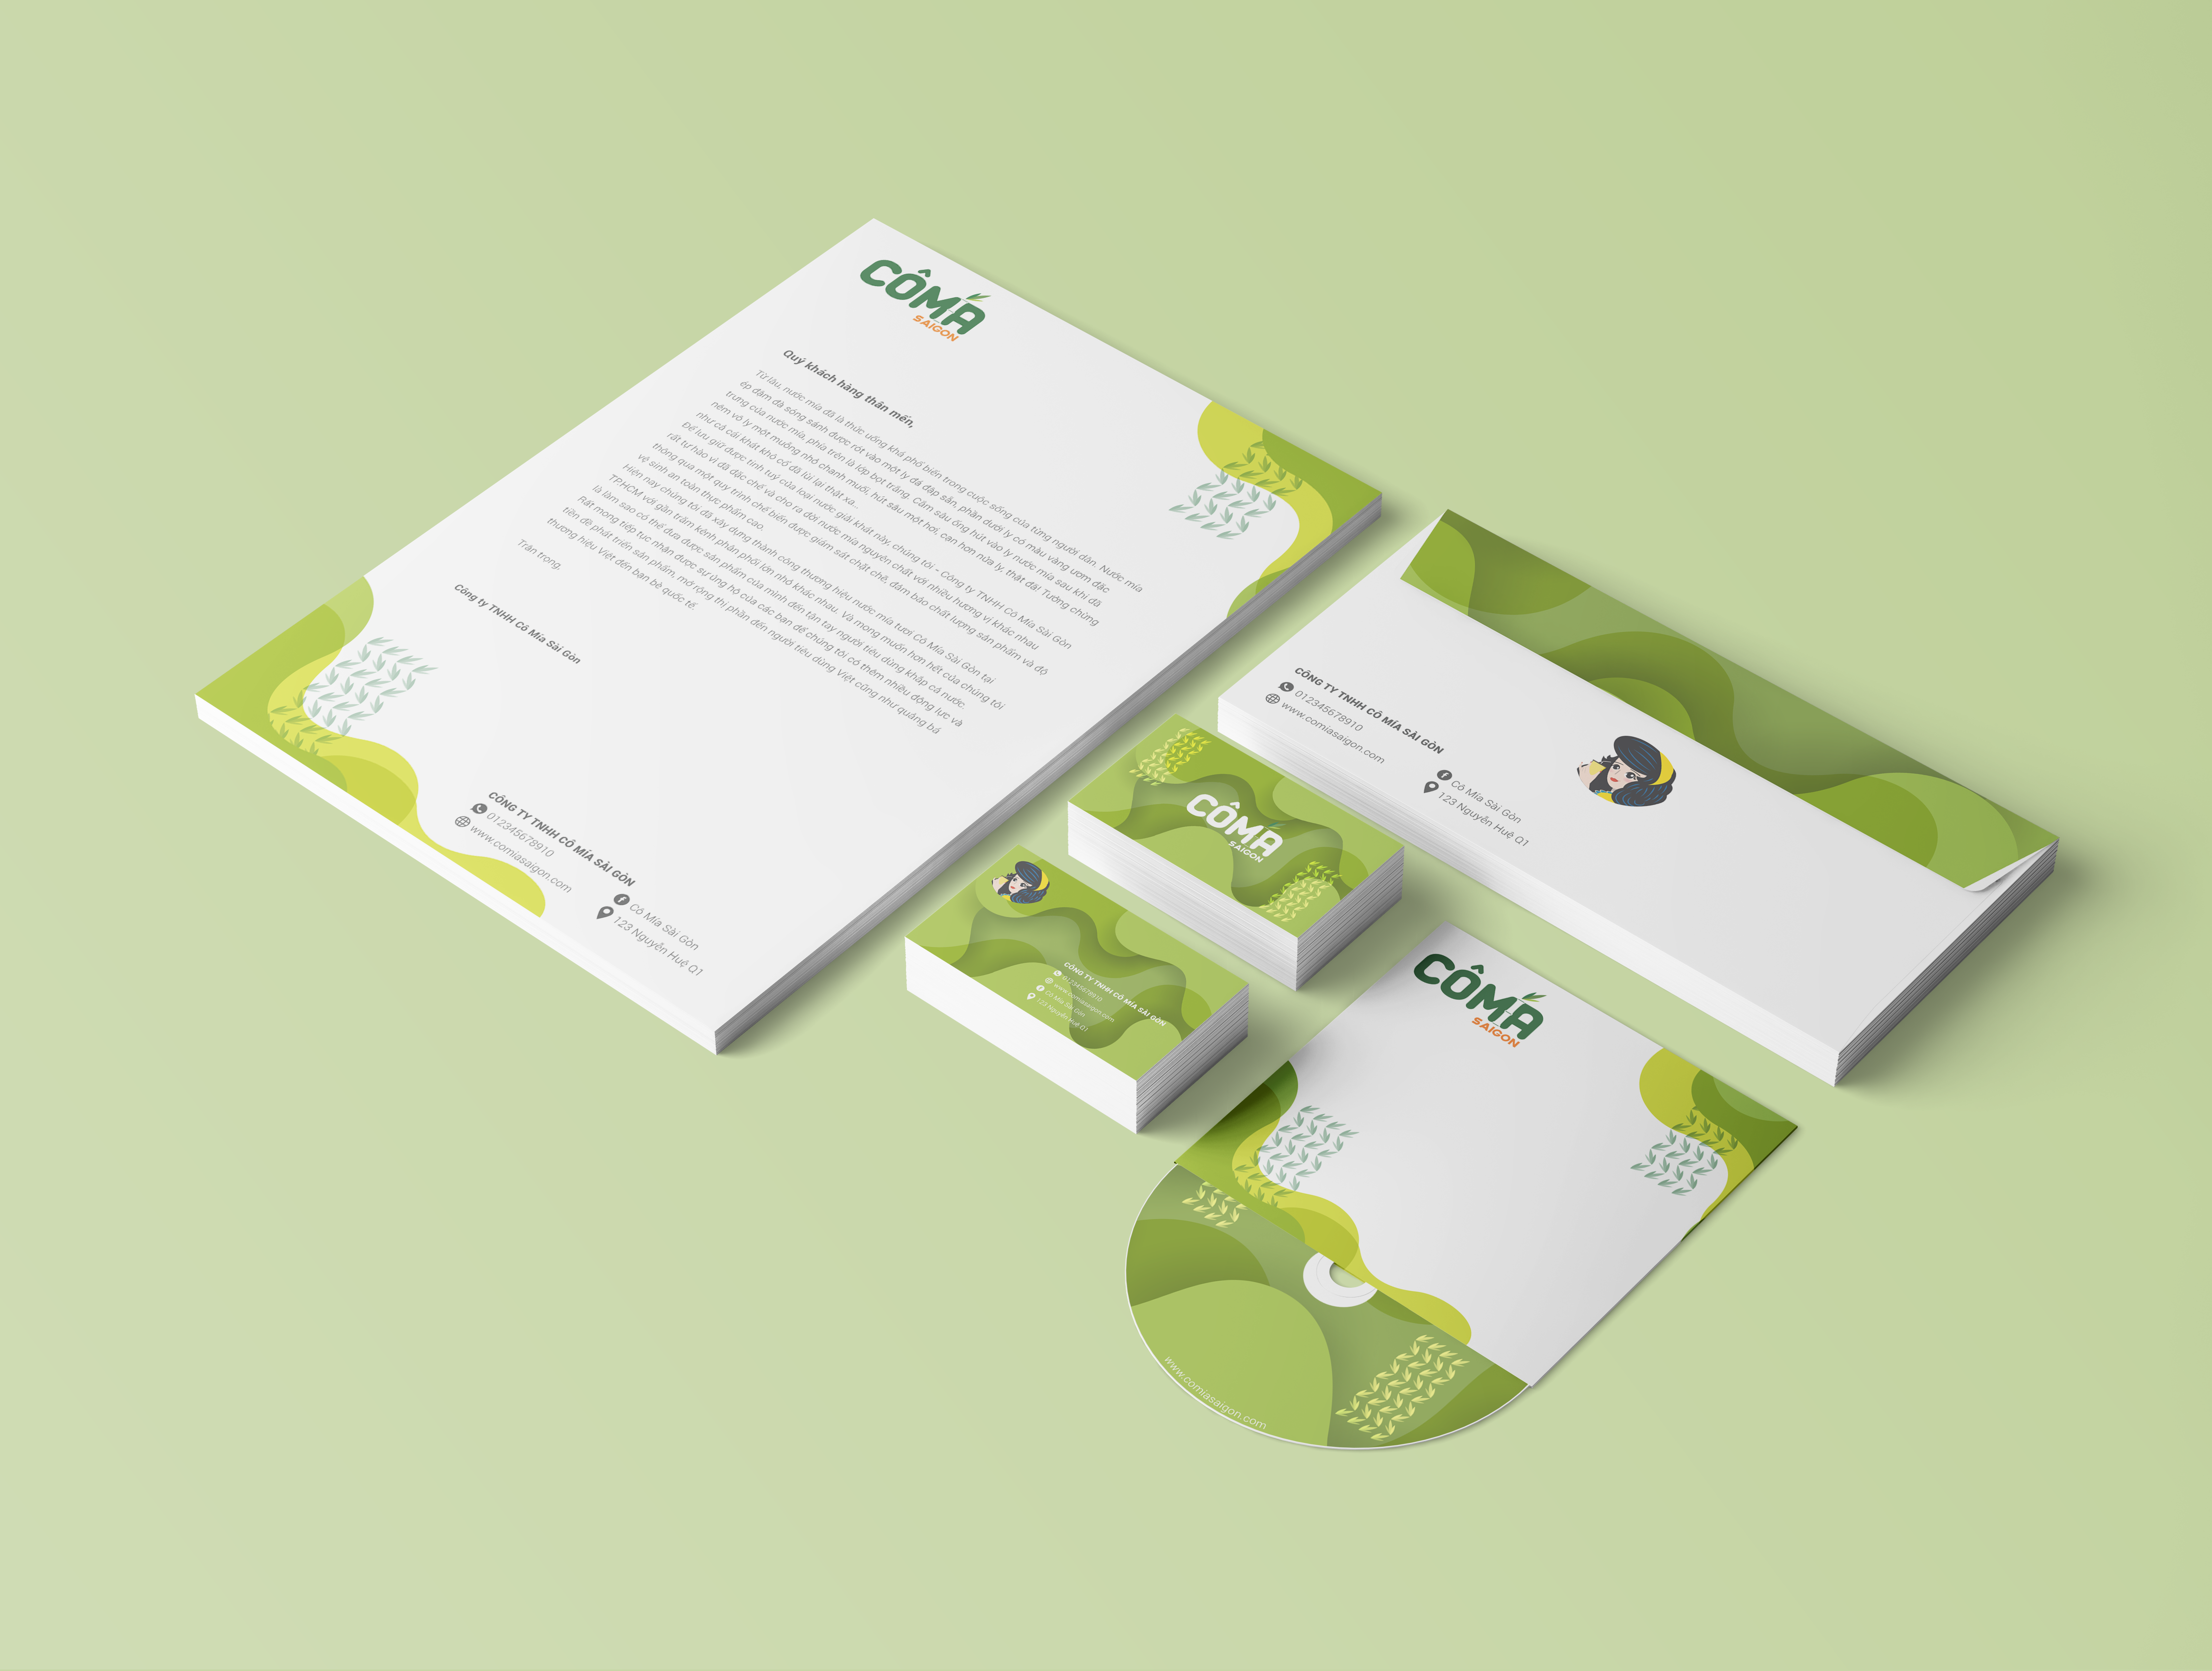 CÔMÍA
SAIGON
Quý khách hàng thân mến,
Từ lâu, nước mía đã là thức uống khá phổ biến trong cuộc sống của từng người dân. Nước mía
ép đậm đà sóng sánh được rót vào một ly đá đập sẵn, phần dưới ly có màu vàng ươm đặc
trưng của nước mía, phía trên là lớp bọt trắng. Cắm sâu ống hút vào ly nước mía sau khi đã
nêm vô ly một muỗng nhỏ chanh muối, hút sâu một hơi, cạn hơn nửa ly, thật đã! Tưởng chừng
như cả cái khát khô cổ đã lùi lại thật xa...
Để lưu giữ được tinh tuý của loại nước giải khát này, chúng tôi - Công ty TNHH Cô Mía Sài Gòn
rất tự hào vì đã đặc chế và cho ra đời nước mía nguyên chất với nhiều hương vị khác nhau
thông qua một quy trình chế biến được giám sát chặt chẽ, đảm bảo chất lượng sản phẩm và độ
vệ sinh an toàn thực phẩm cao.
Hiện nay chúng tôi đã xây dựng thành công thương hiệu nước mía tươi Cô Mía Sài Gòn tại
TP.HCM với gần trăm kênh phân phối lớn nhỏ khác nhau. Và mong muốn hơn hết của chúng tôi
là làm sao có thể đưa được sản phẩm của mình đến tận tay người tiêu dùng khắp cả nước.
Rất mong tiếp tục nhận được sự ủng hộ của các bạn để chúng tôi có thêm nhiều động lực và
tiền đề phát triển sản phẩm, mở rộng thị phần đến người tiêu dùng Việt cũng như quảng bá
thương hiệu Việt đến bạn bè quốc tế.
Trân trọng,
Công ty TNHH Cô Mía Sài Gòn
CÔNG TY TNHH CÔ MÍA SÀI GÒN
012345678910
www.comiasaigon.com
Cô Mía Sài Gòn
123 Nguyễn Huệ Q1
CÔNG TY TNHH CÔ MÍA SÀI GÒN
012345678910
www.comiasaigon.com
Cô Mía Sài Gòn
123 Nguyễn Huệ Q1
CÔMÍA
SAIGON
CÔNG TY TNHH CÔ MÍA SÀI GÒN
012345678910
www.comiasaigon.com
Cô Mía Sài Gòn
123 Nguyễn Huệ Q1
CÔMÍA
SAIGON
www.comiasaigon.com